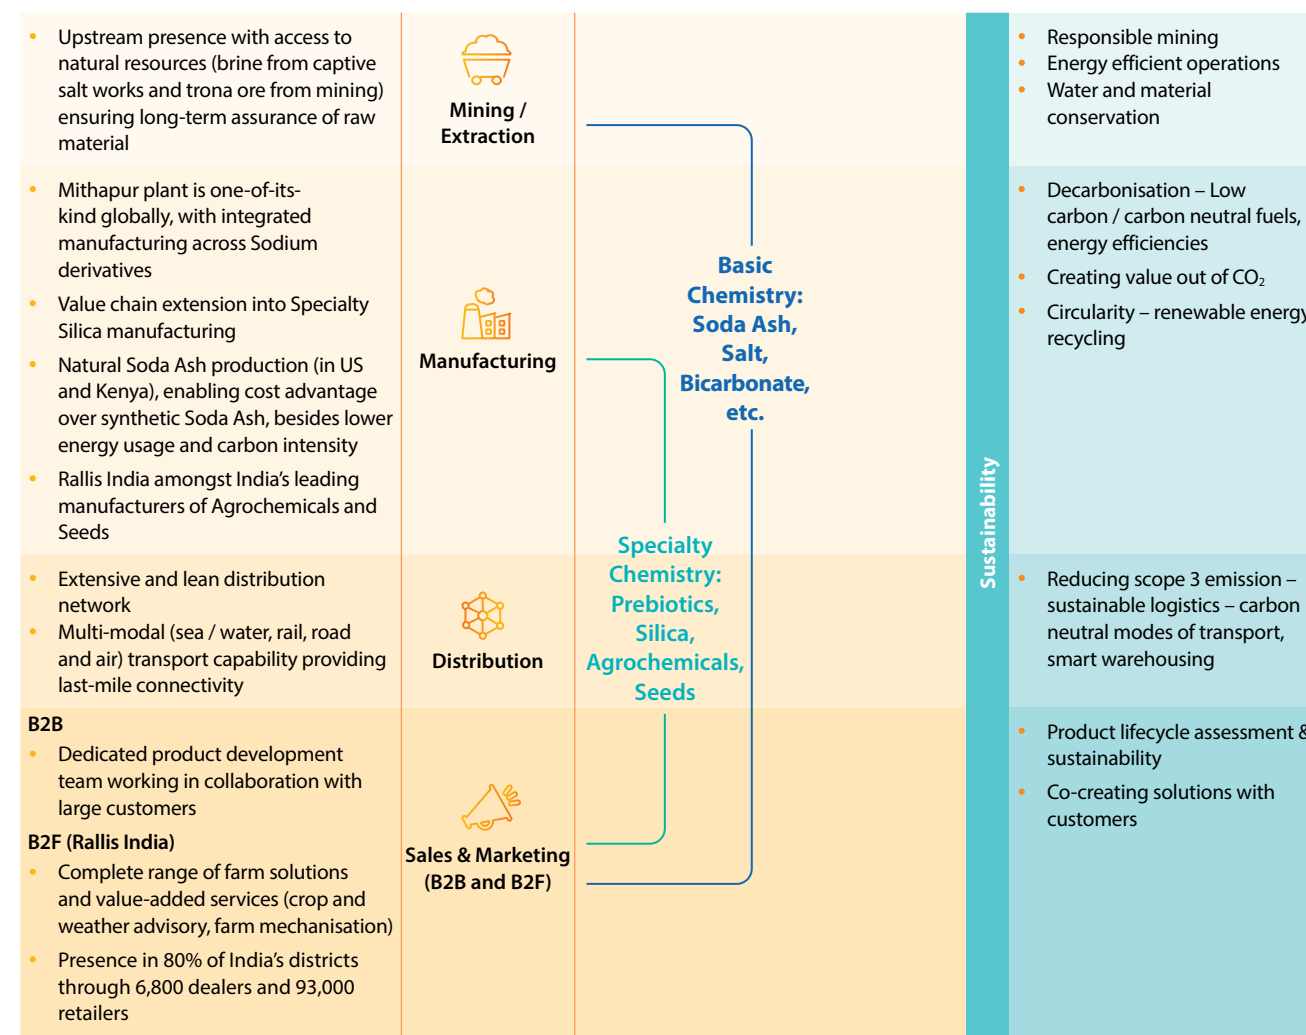 • Upstream presence with access to
natural resources (brine from captive
salt works and trona ore from mining)
ensuring long-term assurance of raw
material
Mining /
Extraction
• Responsible mining
• Energy efficient operations
• Water and material
conservation
• Mithapur plant is one-of-its-
kind globally, with integrated
manufacturing across Sodium
derivatives
• Value chain extension into Specialty
Silica manufacturing
• Natural Soda Ash production (in US
and Kenya), enabling cost advantage
over synthetic Soda Ash, besides lower
energy usage and carbon intensity
• Rallis India amongst India’s leading
manufacturers of Agrochemicals and
Seeds
Manufacturing
Basic
Chemistry:
Soda Ash,
Salt,
Bicarbonate,
etc.
• Decarbonisation – Low
carbon / carbon neutral fuels,
energy efficiencies
• Creating value out of CO₂
• Circularity – renewable energy
recycling
Sustainability
• Extensive and lean distribution
network
• Multi-modal (sea / water, rail, road
and air) transport capability providing
last-mile connectivity
Distribution
Specialty
Chemistry:
Prebiotics,
Silica,
Agrochemicals,
Seeds
• Reducing scope 3 emission –
sustainable logistics – carbon
neutral modes of transport,
smart warehousing
B2B
• Dedicated product development
team working in collaboration with
large customers
B2F (Rallis India)
• Complete range of farm solutions
and value-added services (crop and
weather advisory, farm mechanisation)
• Presence in 80% of India’s districts
through 6,800 dealers and 93,000
retailers
Sales & Marketing
(B2B and B2F)
• Product lifecycle assessment &
sustainability
• Co-creating solutions with
customers